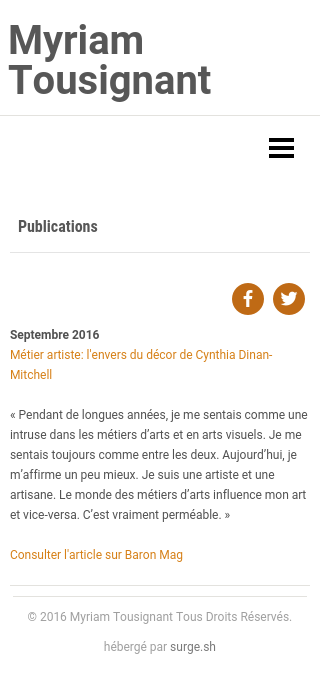 Myriam
Tousignant
Publications
Septembre 2016
Métier artiste: l'envers du décor de Cynthia Dinan-
Mitchell
« Pendant de longues années, je me sentais comme une
intruse dans les métiers d’arts et en arts visuels. Je me
sentais toujours comme entre les deux. Aujourd’hui, je
m’affirme un peu mieux. Je suis une artiste et une
artisane. Le monde des métiers d’arts influence mon art
et vice-versa. C’est vraiment perméable. »
Consulter l'article sur Baron Mag
© 2016 Myriam Tousignant Tous Droits Réservés.
hébergé par surge.sh